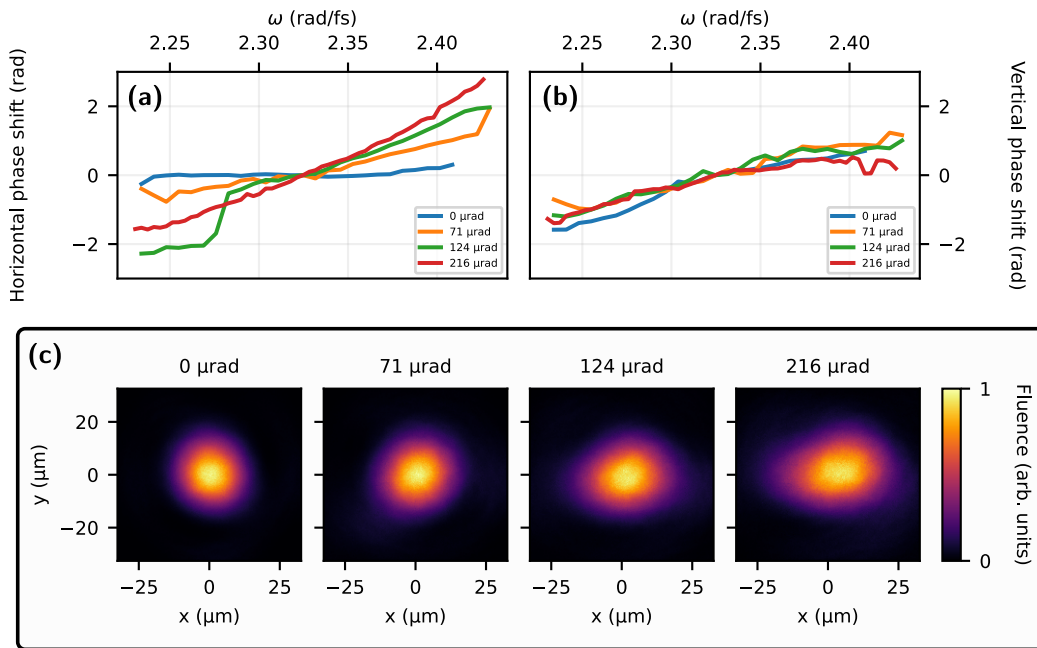 ω (rad/fs)
2.25 2.30 2.35 2.40
ω (rad/fs)
2.25 2.30 2.35 2.40
Horizontal phase shift (rad)
(a)
2
0
−2
0 µrad
71 µrad
124 µrad
216 µrad
(b)
2
0
−2
0 µrad
71 µrad
124 µrad
216 µrad
Vertical phase shift (rad)
(c)
0 µrad
71 µrad
124 µrad
216 µrad
y (µm)
20
0
−20
−25 0 25
−25 0 25
−25 0 25
−25 0 25
x (µm)
x (µm)
x (µm)
x (µm)
1
0
Fluence (arb. units)